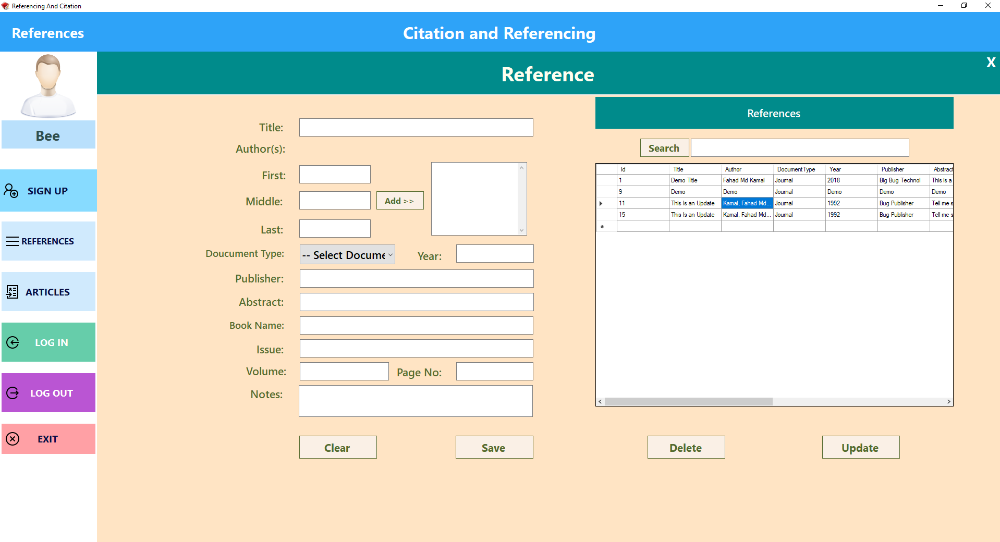 Referencing And Citation
References
Citation and Referencing
X
Reference
Bee
SIGN UP
REFERENCES
ARTICLES
LOG IN
LOG OUT
EXIT
Title:
Author(s):
First:
Middle:
Add >>
Last:
Doucument Type:
-- Select Docume
Year:
Publisher:
Abstract:
Book Name:
Issue:
Volume:
Page No:
Notes:
Clear
Save
References
Search
Id Title Author DocumentType Year Publisher Abstract
1 Demo Title Fahad Md Kamal Journal 2018 Big Bug Technol This is a
9 Demo Demo Journal Demo Demo Demo
11 This Is an Update Kamal, Fahad Md... Journal 1992 Bug Publisher Tell me s
15 This Is an Update Kamal, Fahad Md... Journal 1992 Bug Publisher Tell me s
Delete
Update